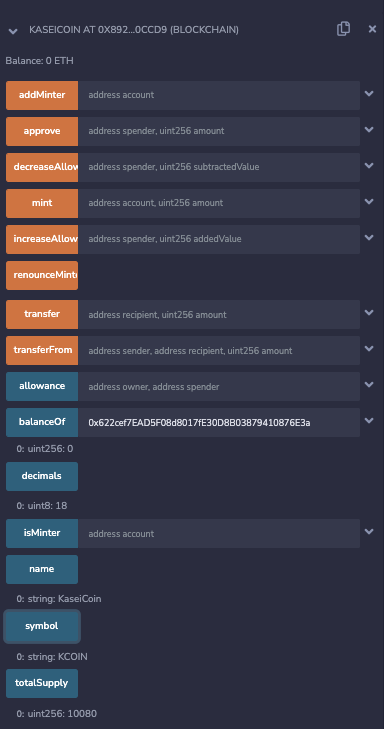 KASEICOIN AT 0X892...0CCD9 (BLOCKCHAIN)
Balance: 0 ETH
addMinter address account
approve address spender, uint256 amount
decreaseAllow address spender, uint256 subtractedValue
mint address account, uint256 amount
increaseAllow address spender, uint256 addedValue
renounceMint
transfer address recipient, uint256 amount
transferFrom address sender, address recipient, uint256 amount
allowance address owner, address spender
balanceOf 0x622cef7EAD5F08d8017fE30D8B03879410876E3a
0: uint256: 0
decimals
0: uint8: 18
isMinter address account
name
0: string: KaseiCoin
symbol
0: string: KCOIN
totalSupply
0: uint256: 10080